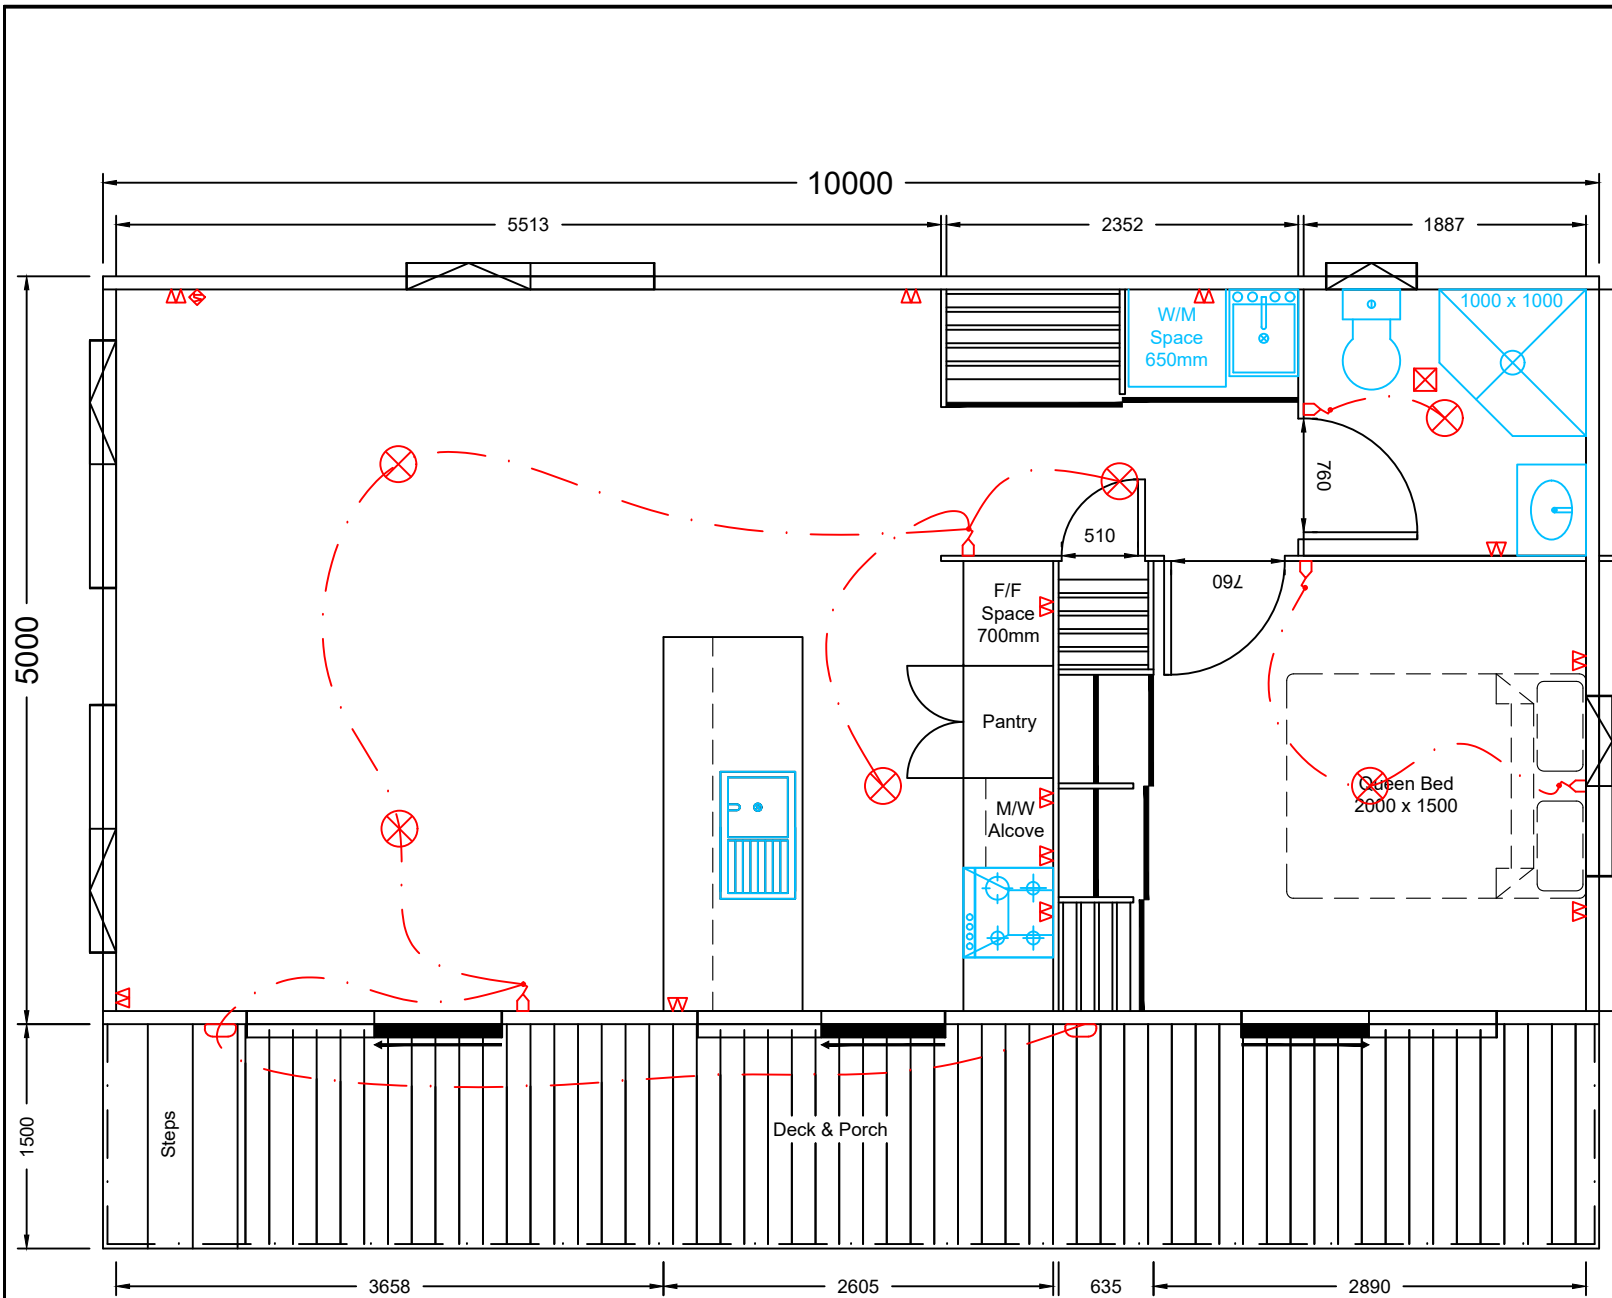 10000
5513
2352
1887
1000 x 1000
W/M
Space
650mm
760
510
760
F/F
Space
700mm
5000
Pantry
Queen Bed
2000 x 1500
M/W
Alcove
1500
Steps
Deck & Porch
3658
2605
635
2890